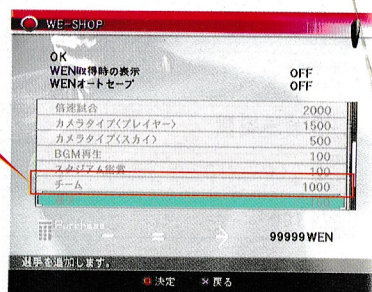 WE-SHOP
OK
WEN取得時の表示 OFF
WENオートセーブ OFF
倍速試合 2000
カメラタイプ〈プレイヤー〉 1500
カメラタイプ〈スカイ〉 500
BGM再生 100
スタジアム鑑賞 100
チーム 1000
Purchase
99999WEN
選手を追加します。
決定 × 戻る